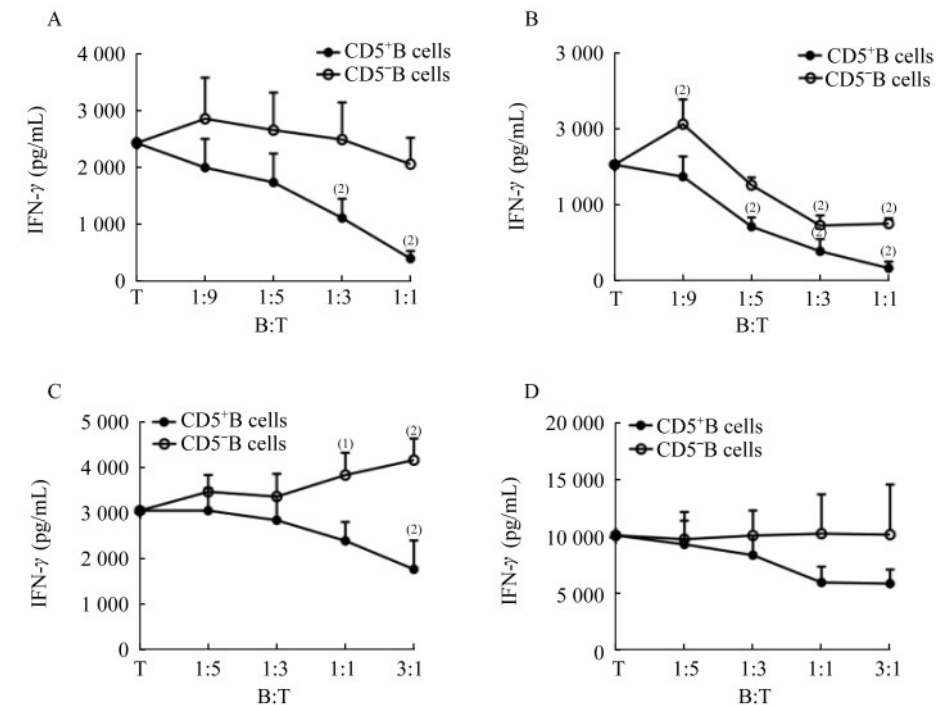 A
CD5⁺B cells
CD5⁻B cells
IFN-γ (pg/mL)
4 000
3 000
2 000
1 000
0
(2)
(2)
T 1:9 1:5 1:3 1:1
B:T
B
CD5⁺B cells
CD5⁻B cells
IFN-γ (pg/mL)
3 000
3 000
1 000
0
(2)
(2)
(2)
(2)
(2)
(2)
T 1:9 1:5 1:3 1:1
B:T
C
CD5⁺B cells
CD5⁻B cells
IFN-γ (pg/mL)
5 000
4 000
3 000
2 000
1 000
0
(1)
(2)
(2)
T 1:5 1:3 1:1 3:1
B:T
D
CD5⁺B cells
CD5⁻B cells
IFN-γ (pg/mL)
20 000
15 000
10 000
5 000
0
T 1:5 1:3 1:1 3:1
B:T